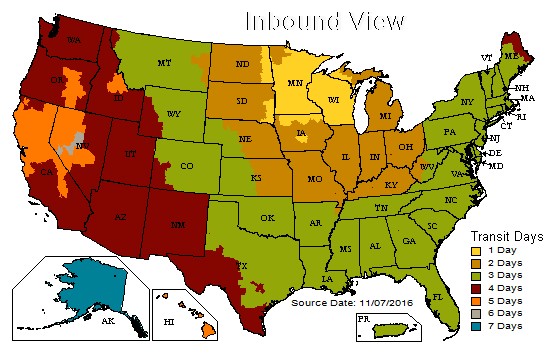 Inbound View
WA
MT
ND
MN
VT
ME
OR
ID
SD
WI
NH
MA
WY
MI
NY
RI
CT
IA
PA
NJ
NE
OH
DE
NV
IL
IN
MD
UT
CO
WV
VA
CA
KS
MO
KY
NC
TN
AZ
NM
OK
AR
SC
MS
AL
GA
TX
LA
FL
Transit Days
1 Day
2 Days
3 Days
4 Days
5 Days
6 Days
7 Days
Source Date: 11/07/2016
AK
HI
PR